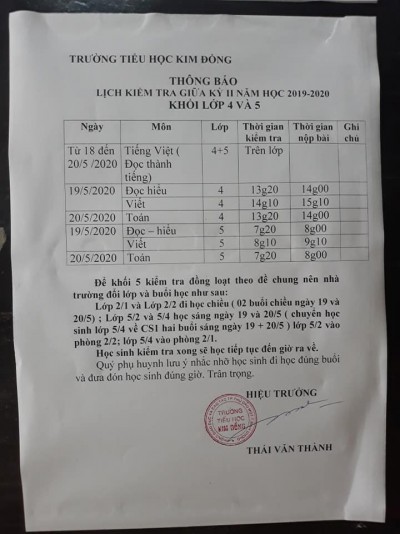 TRƯỜNG TIỂU HỌC KIM ĐỒNG
THÔNG BÁO
LỊCH KIỂM TRA GIỮA KỲ II NĂM HỌC 2019-2020
KHỐI LỚP 4 VÀ 5
Ngày Môn Lớp Thời gian kiểm tra Thời gian nộp bài Ghi chú
Từ 18 đến 20/5 /2020 Tiếng Việt ( Đọc thành tiếng) 4+5 Trên lớp
19/5/2020 Đọc hiểu 4 13g20 14g00
Viết 4 14g10 15g10
20/5/2020 Toán 4 13g20 14g00
19/5/2020 Đọc – hiểu 5 7g20 8g00
Viết 5 8g10 9g10
20/5/2020 Toán 5 7g20 8g00
Để khối 5 kiểm tra đồng loạt theo đề chung nên nhà
trường đổi lớp và buổi học như sau:
Lớp 2/1 và Lớp 2/2 đi học chiều ( 02 buổi chiều ngày 19 và
20/5) ; Lớp 5/2 và 5/4 học sáng ngày 19 và 20/5 ( chuyển học
sinh lớp 5/4 về CS1 hai buổi sáng ngày 19 + 20/5 ) lớp 5/2 vào
phòng 2/2; lớp 5/4 vào phòng 2/1.
Học sinh kiểm tra xong sẽ học tiếp tục đến giờ ra về.
Quý phụ huynh lưu ý nhắc nhở học sinh đi học đúng buổi
và đưa đón học sinh đúng giờ. Trân trọng.
HIỆU TRƯỞNG
TRƯỜNG
TIỂU HỌC
KIM ĐỒNG
THÁI VĂN THÀNH